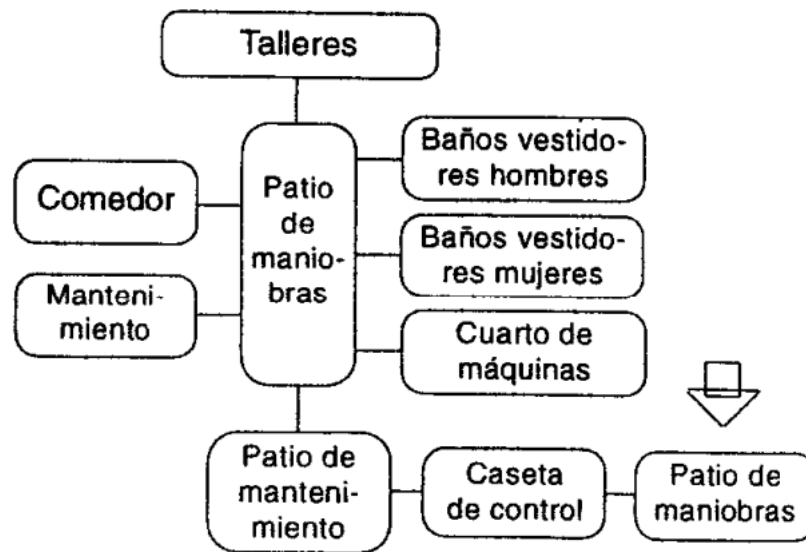 Talleres
Patio
de
manio-
bras
Comedor
Manteni-
miento
Baños vestido-
res hombres
Baños vestido-
res mujeres
Cuarto de
máquinas
Patio de
manteni-
miento
Caseta
de control
Patio de
maniobras